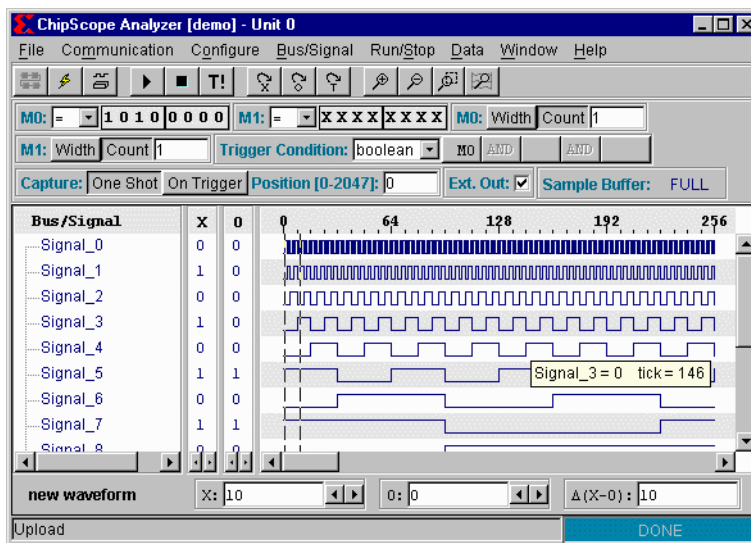 ChipScope Analyzer [demo] - Unit 0
File Communication Configure Bus/Signal Run/Stop Data Window Help
T! X O T
M0: = 1 0 1 0 0 0 0 0 M1: = X X X X X X X X M0: Width Count 1
M1: Width Count 1 Trigger Condition: boolean M0 AND AND
Capture: One Shot On Trigger Position [0-2047]: 0 Ext. Out: Sample Buffer: FULL
Bus/Signal X O 0 64 128 192 256
Signal_0 0 0
Signal_1 1 0
Signal_2 0 0
Signal_3 1 0
Signal_4 0 0
Signal_5 1 1 Signal_3 = 0 tick = 146
Signal_6 0 0
Signal_7 1 1
Signal_8 0 0
new waveform X: 10 O: 0 Δ(X-O): 10
Upload DONE